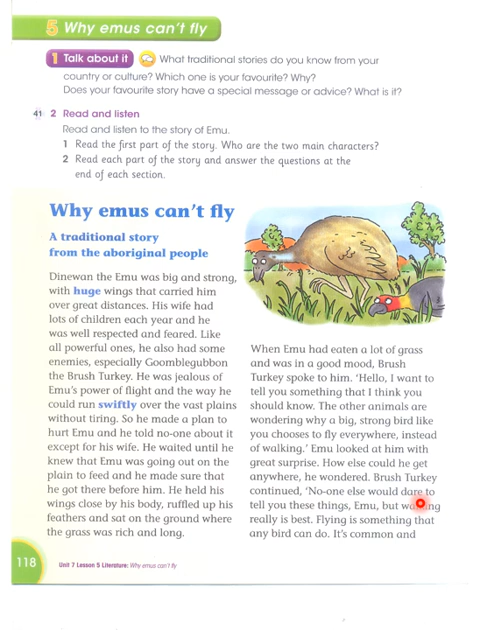 5 Why emus can't fly
1 Talk about it What traditional stories do you know from your
country or culture? Which one is your favourite? Why?
Does your favourite story have a special message or advice? What is it?
41 2 Read and listen
Read and listen to the story of Emu.
1 Read the first part of the story. Who are the two main characters?
2 Read each part of the story and answer the questions at the
end of each section.
Why emus can't fly
A traditional story
from the aboriginal people
Dinewan the Emu was big and strong,
with huge wings that carried him
over great distances. His wife had
lots of children each year and he
was well respected and feared. Like
all powerful ones, he also had some
enemies, especially Goomblegubbon
the Brush Turkey. He was jealous of
Emu's power of flight and the way he
could run swiftly over the vast plains
without tiring. So he made a plan to
hurt Emu and he told no-one about it
except for his wife. He waited until he
knew that Emu was going out on the
plain to feed and he made sure that
he got there before him. He held his
wings close by his body, ruffled up his
feathers and sat on the ground where
the grass was rich and long.
When Emu had eaten a lot of grass
and was in a good mood, Brush
Turkey spoke to him. 'Hello, I want to
tell you something that I think you
should know. The other animals are
wondering why a big, strong bird like
you chooses to fly everywhere, instead
of walking.' Emu looked at him with
great surprise. How else could he get
anywhere, he wondered. Brush Turkey
continued, 'No-one else would dare to
tell you these things, Emu, but
really is best. Flying is something that
any bird can do. It's common and
118
Unit 7 Lesson 5 Literature: Why emus can't fly